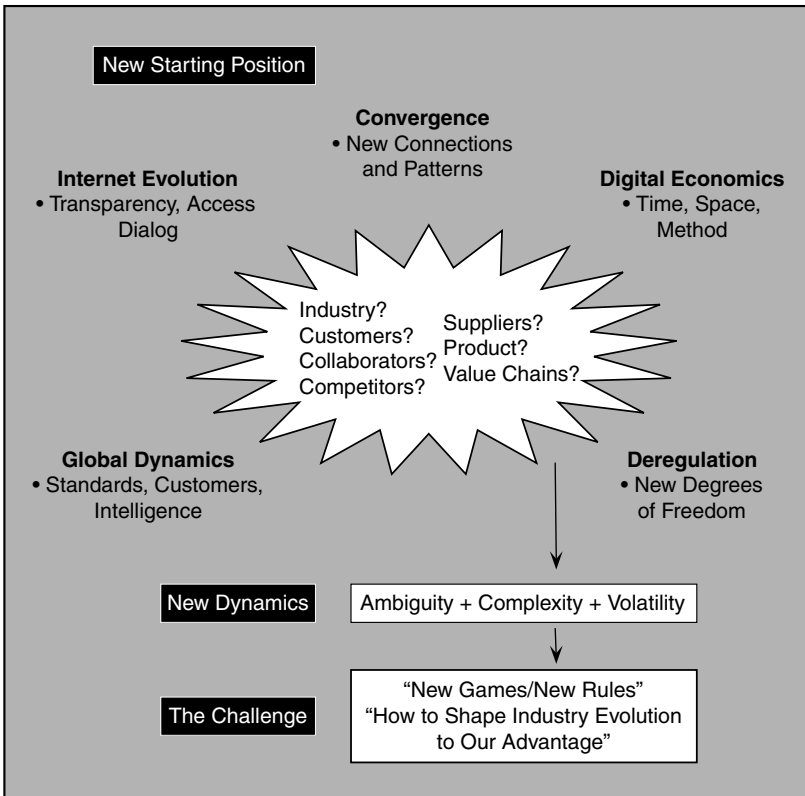 New Starting Position
Convergence
• New Connections
and Patterns
Internet Evolution
• Transparency, Access
Dialog
Digital Economics
• Time, Space,
Method
Industry?
Customers?
Collaborators?
Competitors?
Suppliers?
Product?
Value Chains?
Global Dynamics
• Standards, Customers,
Intelligence
Deregulation
• New Degrees
of Freedom
New Dynamics
Ambiguity + Complexity + Volatility
The Challenge
“New Games/New Rules”
“How to Shape Industry Evolution
to Our Advantage”